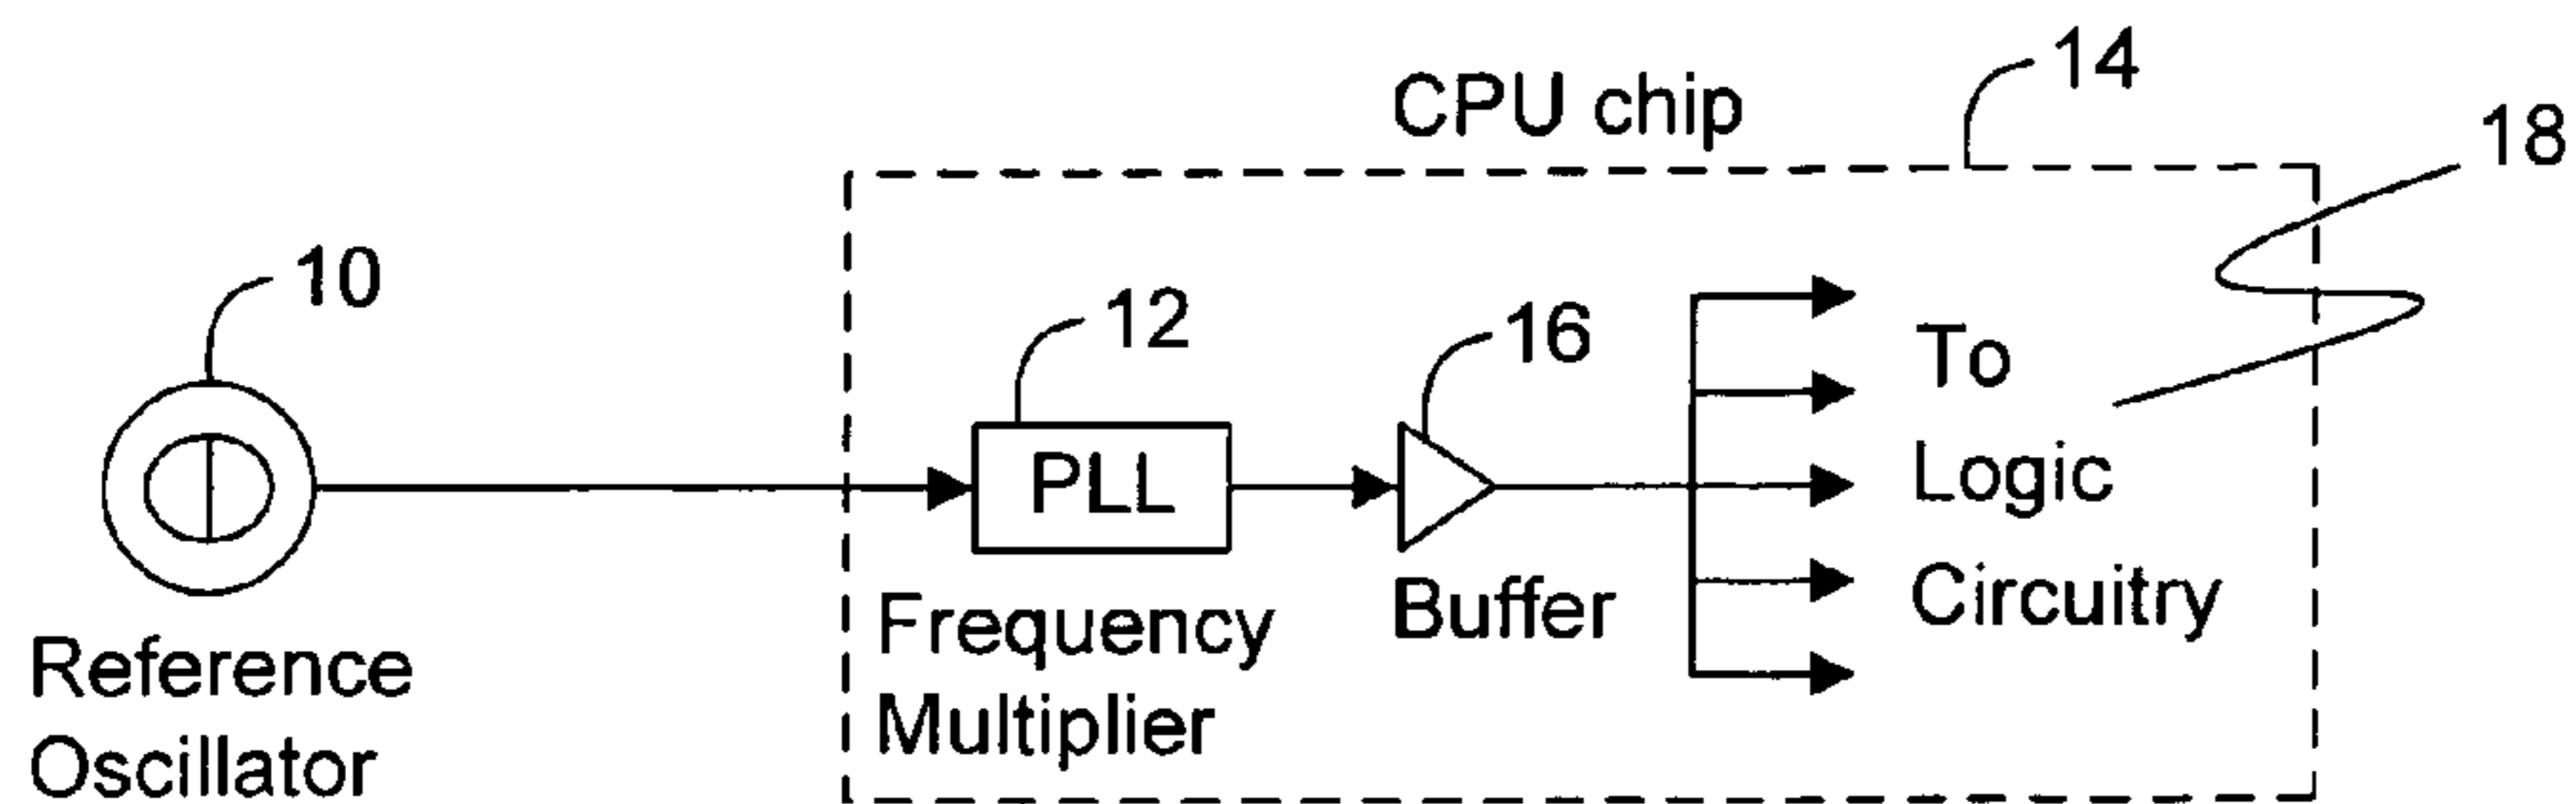 14
CPU chip
18
10
12
16
To
PLL
Logic
Circuitry
Frequency
Multiplier
Buffer
Reference
Oscillator